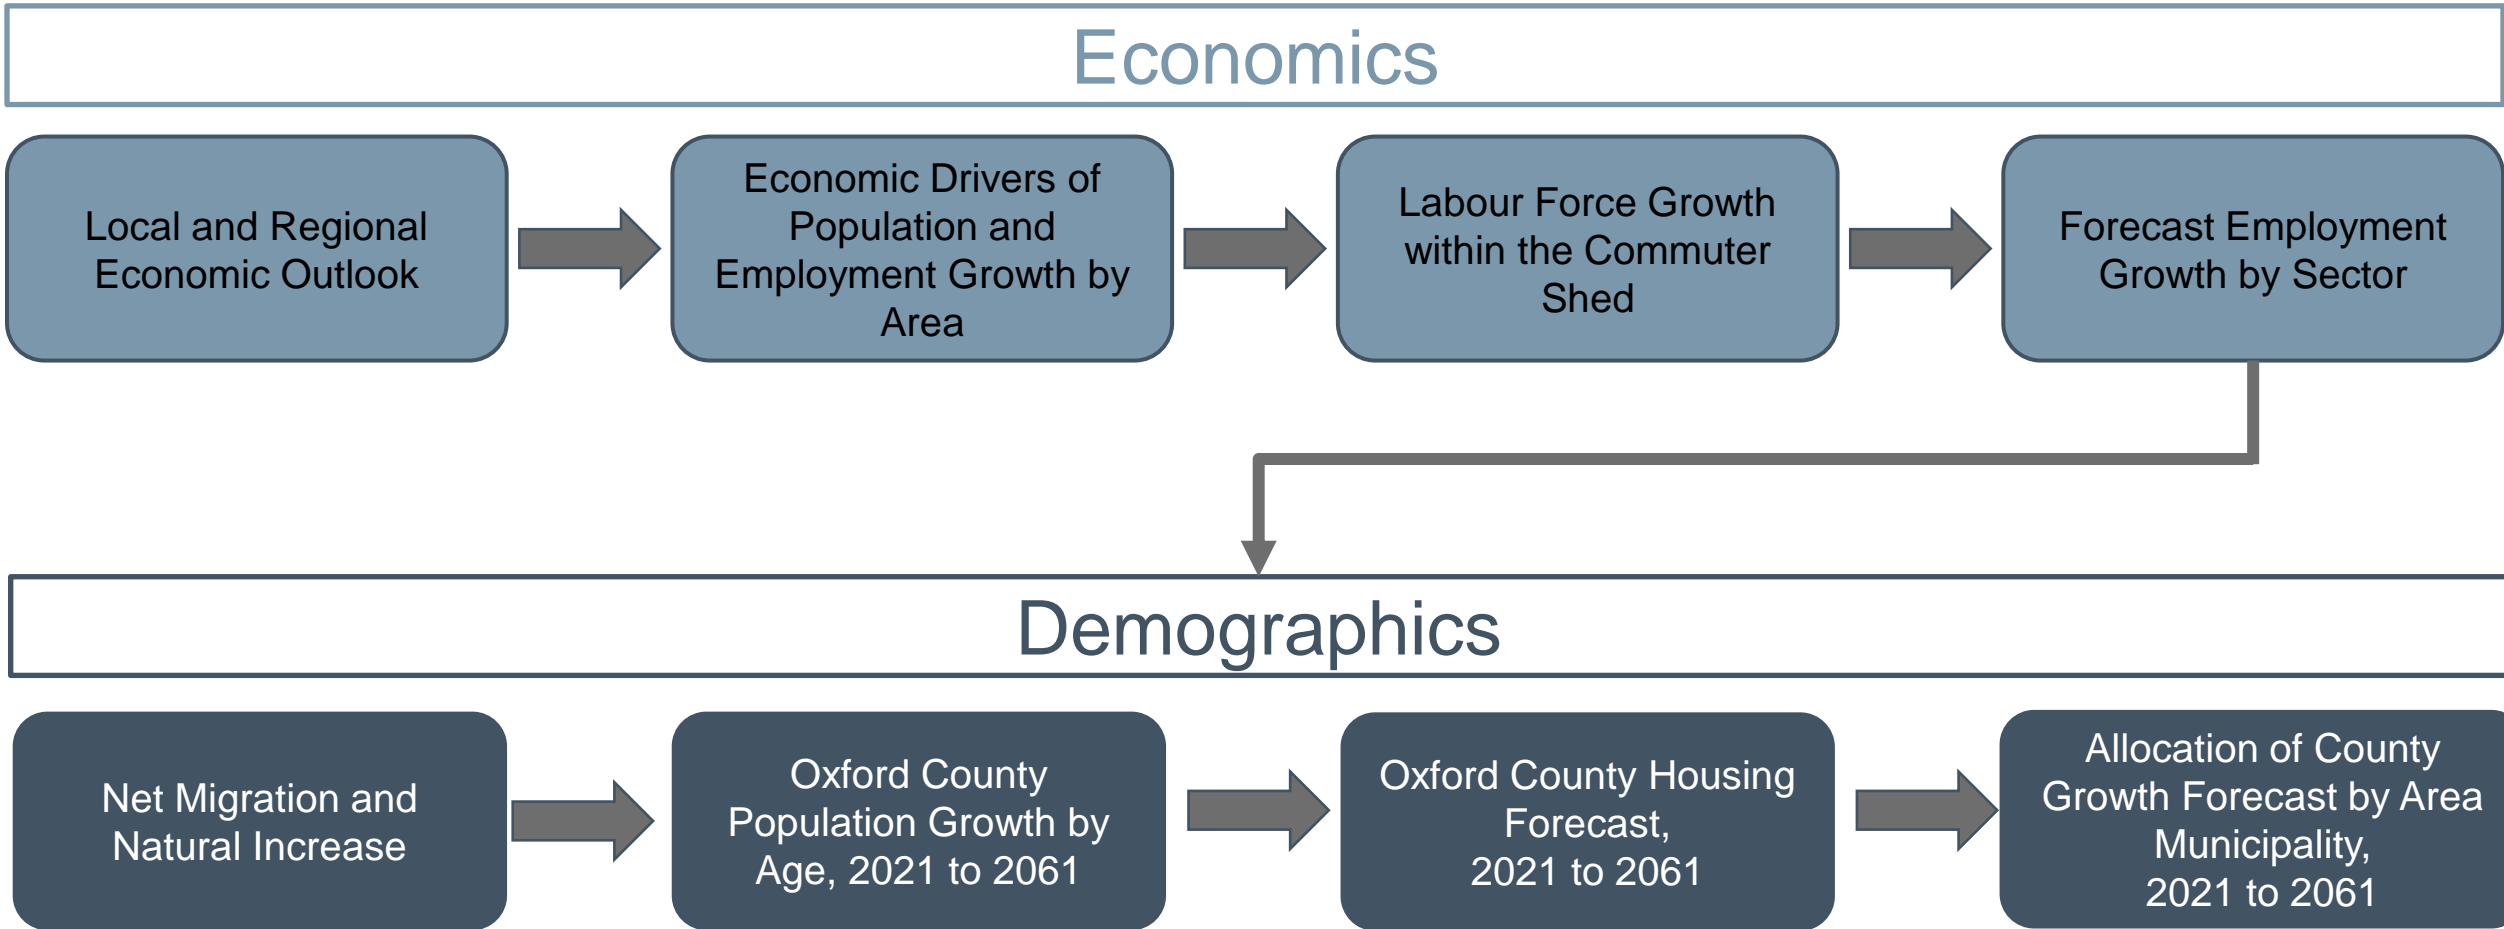 Economics
Local and Regional
Economic Outlook
Economic Drivers of
Population and
Employment Growth by
Area
Labour Force Growth
within the Commuter
Shed
Forecast Employment
Growth by Sector
Demographics
Net Migration and
Natural Increase
Oxford County
Population Growth by
Age, 2021 to 2061
Oxford County Housing
Forecast,
2021 to 2061
Allocation of County
Growth Forecast by Area
Municipality,
2021 to 2061